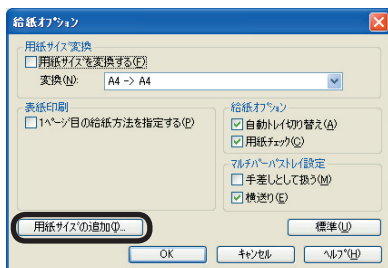 給紙オプション
用紙サイズ変換
用紙サイズを変換する(F)
変換(N): A4 -> A4
表紙印刷
1ページ目の給紙方法を指定する(P)
給紙オプション
自動トレイ切り替え(A)
用紙チェック(C)
マルチパーパストレイ設定
手差しとして扱う(M)
横送り(E)
用紙サイズの追加(I)...
標準(U)
OK キャンセル ヘルプ(H)